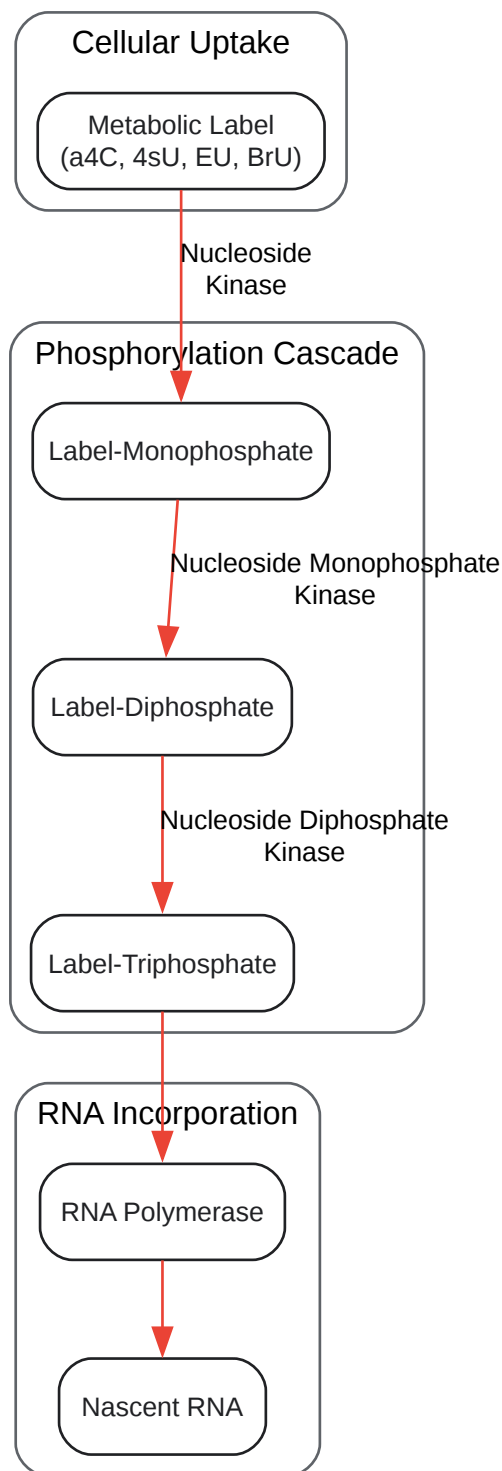 Cellular Uptake
Metabolic Label
(a4C, 4sU, EU, BrU)
Nucleoside
Kinase
Phosphorylation Cascade
Label-Monophosphate
Nucleoside Monophosphate
Kinase
Label-Diphosphate
Nucleoside Diphosphate
Kinase
Label-Triphosphate
RNA Incorporation
RNA Polymerase
Nascent RNA